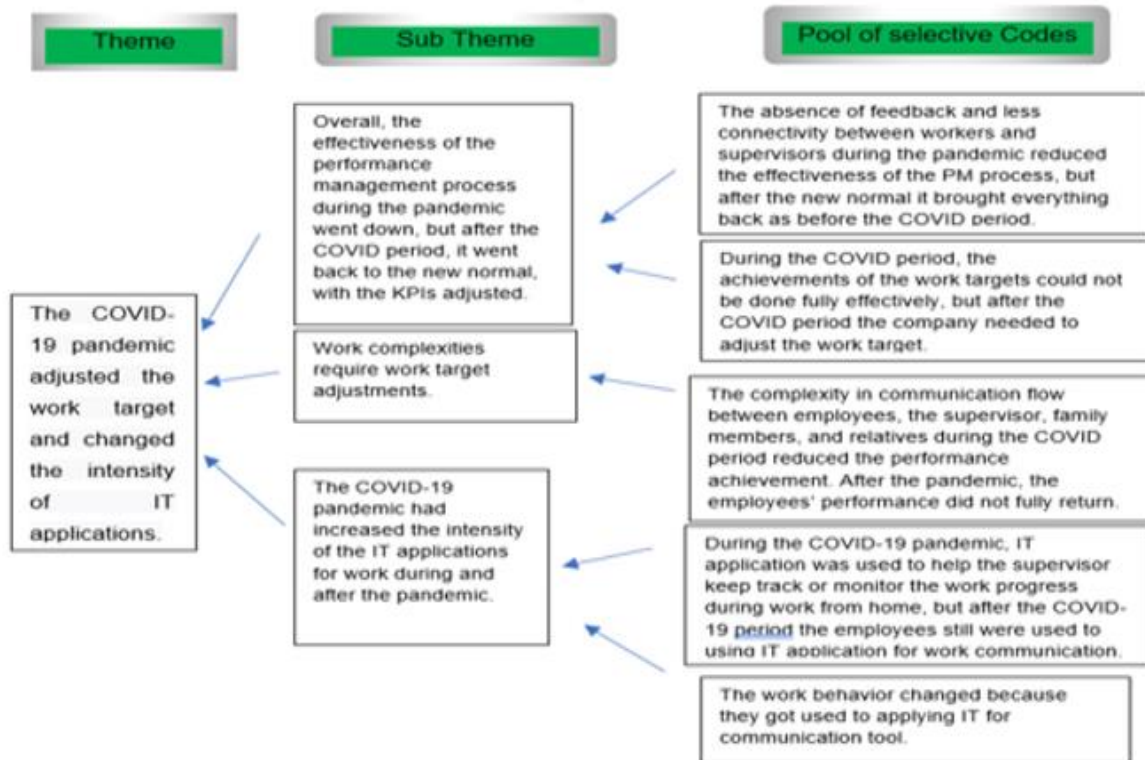 Theme
Sub Theme
Pool of selective Codes
The COVID-
19 pandemic
adjusted the
work target
and changed
the intensity
of IT
applications.
Overall, the
effectiveness of the
performance
management process
during the pandemic
went down, but after the
COVID period, it went
back to the new normal,
with the KPIs adjusted.
Work complexities
require work target
adjustments.
The COVID-19
pandemic had
increased the intensity
of the IT applications
for work during and
after the pandemic.
The absence of feedback and less
connectivity between workers and
supervisors during the pandemic reduced
the effectiveness of the PM process, but
after the new normal it brought everything
back as before the COVID period.
During the COVID period, the
achievements of the work targets could not
be done fully effectively, but after the
COVID period the company needed to
adjust the work target.
The complexity in communication flow
between employees, the supervisor, family
members, and relatives during the COVID
period reduced the performance
achievement. After the pandemic, the
employees' performance did not fully return.
During the COVID-19 pandemic, IT
application was used to help the supervisor
keep track or monitor the work progress
during work from home, but after the COVID-
19 period the employees still were used to
using IT application for work communication.
The work behavior changed because
they got used to applying IT for
communication tool.